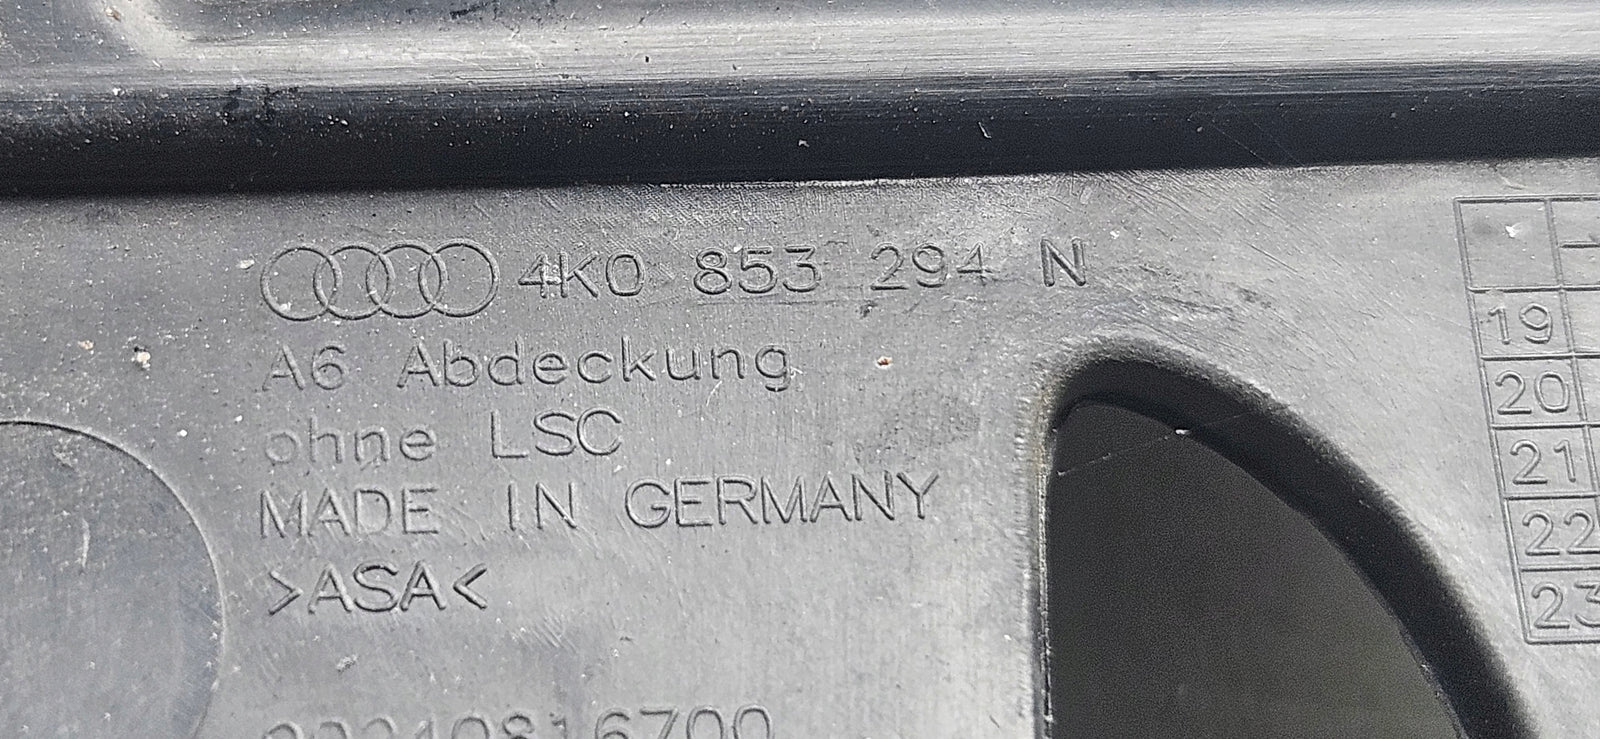 4K0 853 294 N
A6 Abdeckung
ohne LSC
MADE IN GERMANY
>ASA<
19
20
21
22
23